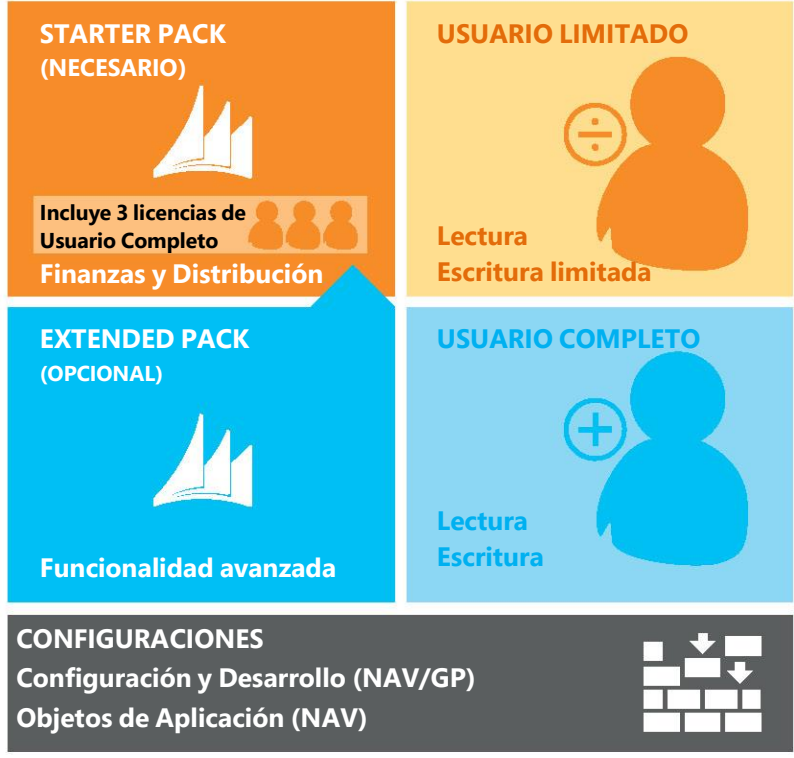 STARTER PACK
(NECESARIO)
Incluye 3 licencias de
Usuario Completo
Finanzas y Distribución
USUARIO LIMITADO
Lectura
Escritura limitada
EXTENDED PACK
(OPCIONAL)
Funcionalidad avanzada
USUARIO COMPLETO
Lectura
Escritura
CONFIGURACIONES
Configuración y Desarrollo (NAV/GP)
Objetos de Aplicación (NAV)